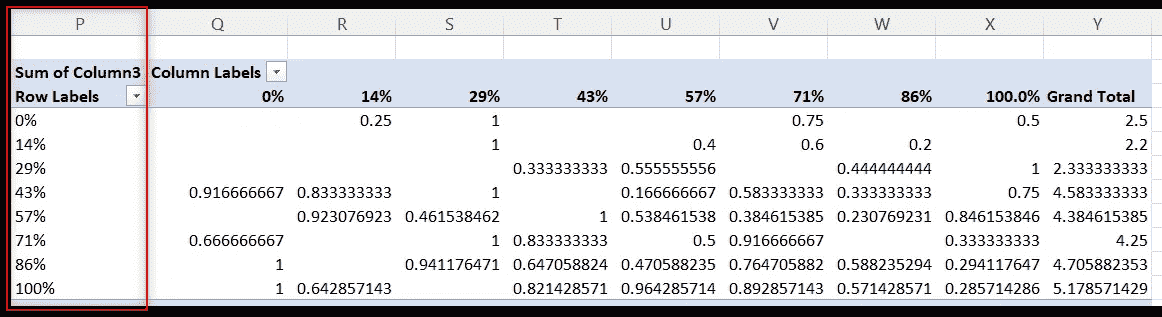 P Q R S T U V W X Y
Sum of Column3 Column Labels
Row Labels 0% 14% 29% 43% 57% 71% 86% 100.0% Grand Total
0% 0.25 1 0.75 0.5 2.5
14% 1 0.4 0.6 0.2 2.2
29% 0.333333333 0.555555556 0.444444444 1 2.333333333
43% 0.916666667 0.833333333 1 0.166666667 0.583333333 0.333333333 0.75 4.583333333
57% 0.923076923 0.461538462 1 0.538461538 0.384615385 0.230769231 0.846153846 4.384615385
71% 0.666666667 1 0.833333333 0.5 0.916666667 0.333333333 4.25
86% 1 0.941176471 0.647058824 0.470588235 0.764705882 0.588235294 0.294117647 4.705882353
100% 1 0.642857143 0.821428571 0.964285714 0.892857143 0.571428571 0.285714286 5.178571429